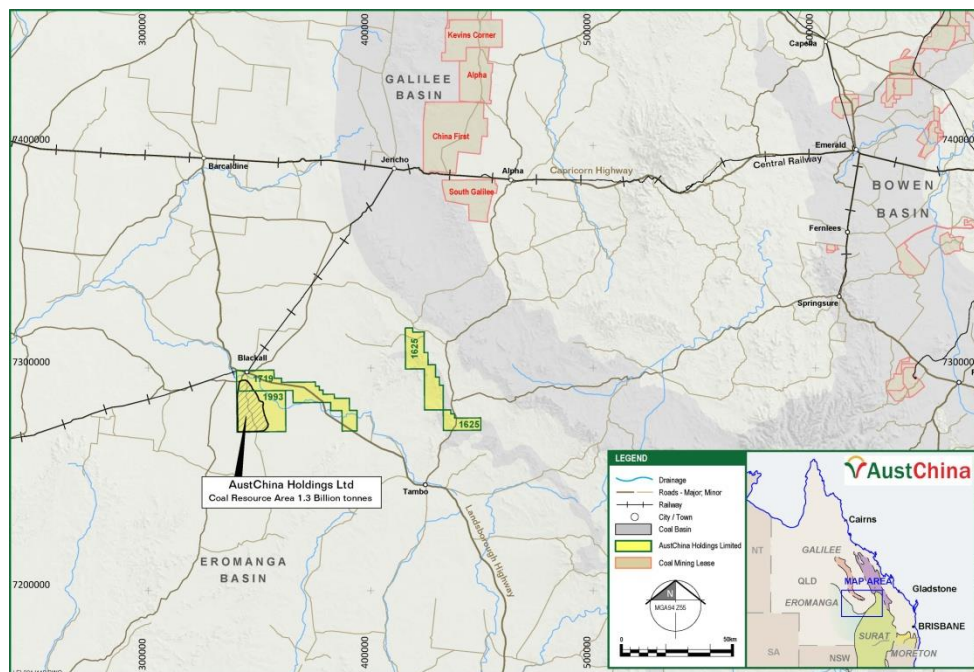 300000
400000
500000
600000
Kevins Corner
Capella
GALILEE
BASIN
Alpha
China First
7400000
740000
Barcaldine
Jericho
Alpha
Capricorn Highway
Central Railway
Emerald
South Galilee
BOWEN
BASIN
Fernlees
Springsure
7300000
730000
Blackall
1625
1719
1993
1625
AustChina Holdings Ltd
Coal Resource Area 1.3 Billion tonnes
Tambo
Landsborough Highway
EROMANGA
BASIN
7200000
300000
400000
500000
LEGEND
Drainage
Roads - Major; Minor
Railway
City / Town
Coal Basin
AustChina Holdings Limited
Coal Mining Lease
N
MGA94 Z55
0
50km
AustChina
Cairns
NT
GALILEE
QLD
MAP AREA
EROMANGA
Gladstone
BRISBANE
SURAT
SA
NSW
MORETON